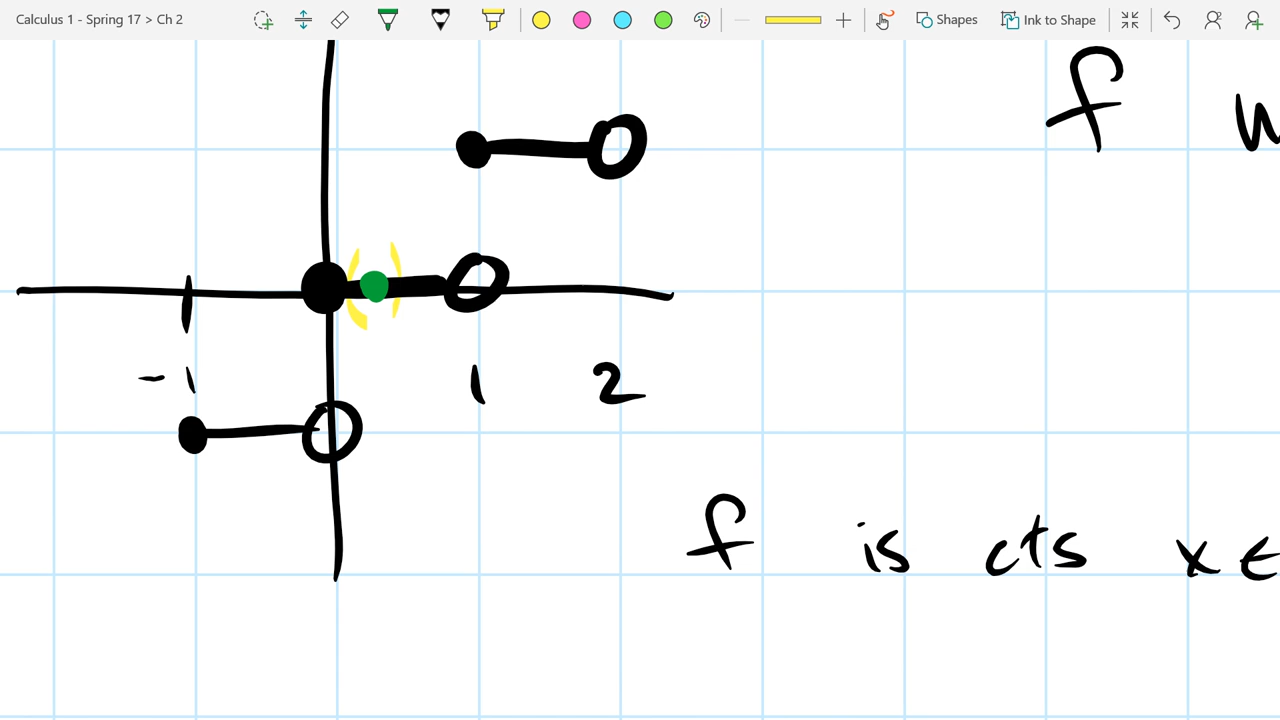 Calculus 1 - Spring 17 > Ch 2
Shapes
Ink to Shape
f
-1
1
2
f is cts x ∈